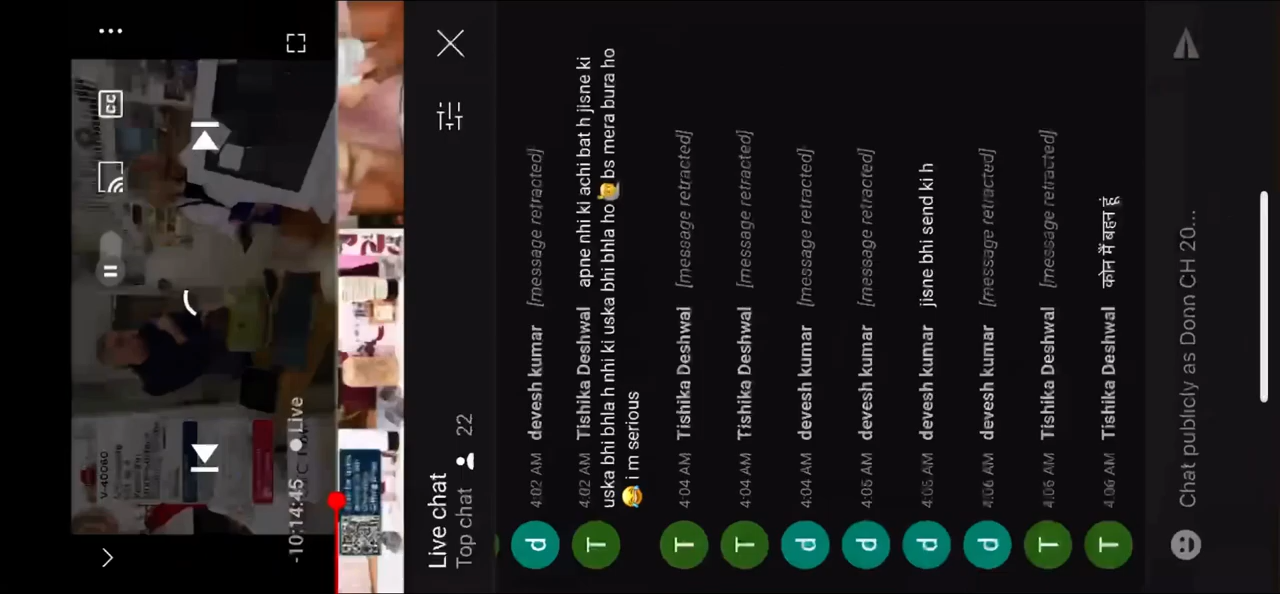 CC
-10:14:45 ● Live
V-40060
Live chat
Top chat 22
4:02 AM devesh kumar [message retracted]
4:02 AM Tishika Deshwal apne nhi ki achi bat h jisne ki
uska bhi bhla h nhi ki uska bhi bhla ho🙋bs mera bura ho
😂 i m serious
4:04 AM Tishika Deshwal [message retracted]
4:04 AM Tishika Deshwal [message retracted]
4:04 AM devesh kumar [message retracted]
4:05 AM devesh kumar [message retracted]
4:05 AM devesh kumar jisne bhi send ki h
4:06 AM devesh kumar [message retracted]
4:06 AM Tishika Deshwal [message retracted]
4:06 AM Tishika Deshwal कोन मैं बहन हूं
Chat publicly as Donn CH 20...
d
T
T
T
d
d
d
d
T
T